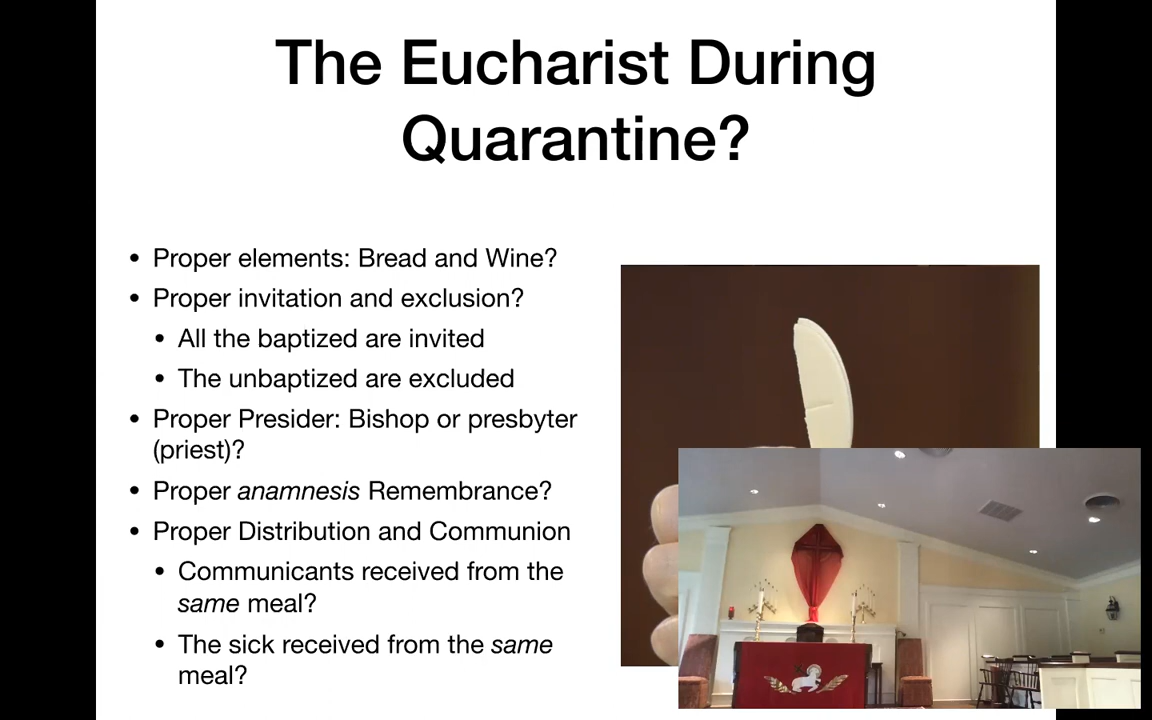 The Eucharist During
Quarantine?
• Proper elements: Bread and Wine?
• Proper invitation and exclusion?
• All the baptized are invited
• The unbaptized are excluded
• Proper Presider: Bishop or presbyter
(priest)?
• Proper anamnesis Remembrance?
• Proper Distribution and Communion
• Communicants received from the
same meal?
• The sick received from the same
meal?